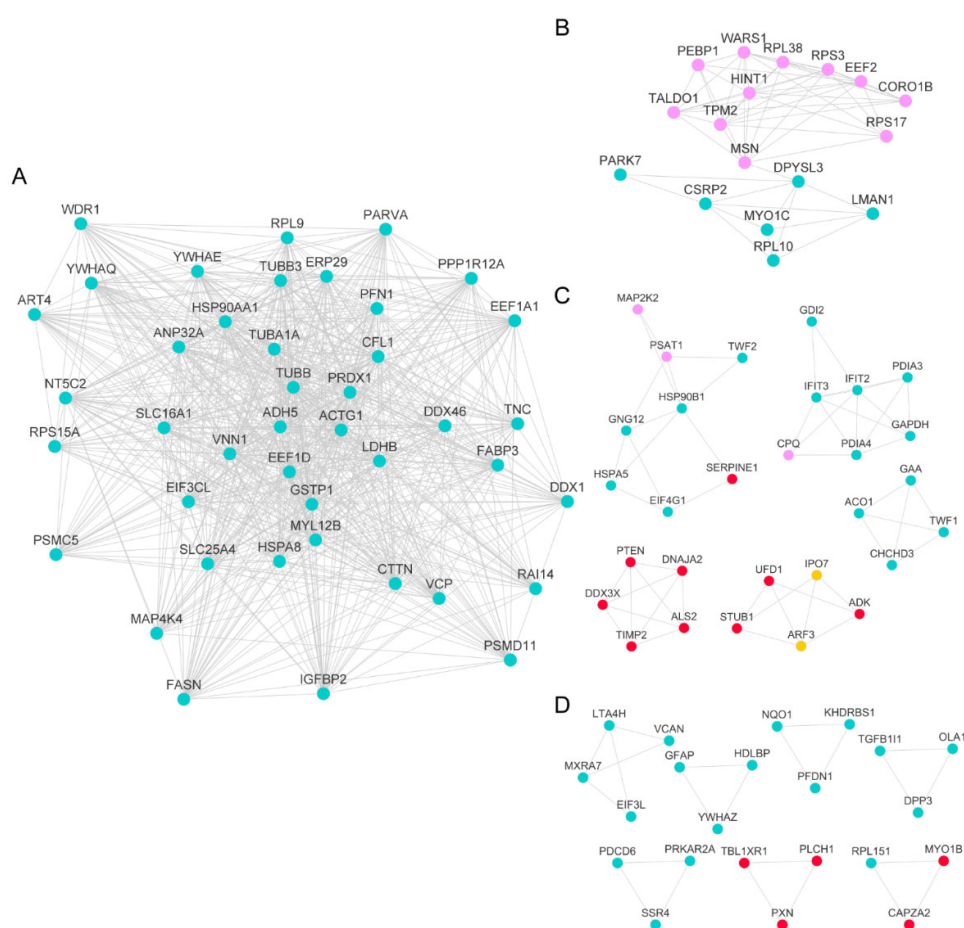 A
WDR1
RPL9
PARVA
YWHAQ
YWHAE
TUBB3
ERP29
PPP1R12A
ART4
HSP90AA1
PFN1
EEF1A1
ANP32A
TUBA1A
CFL1
NT5C2
TUBB
PRDX1
SLC16A1
ADH5
ACTG1
DDX46
TNC
RPS15A
VNN1
LDHB
FABP3
EEF1D
EIF3CL
GSTP1
DDX1
MYL12B
PSMC5
SLC25A4
HSPA8
CTTN
VCP
RAI14
MAP4K4
PSMD11
FASN
IGFBP2
B
WARS1
PEBP1
RPL38
RPS3
EEF2
HINT1
CORO1B
TALDO1
TPM2
RPS17
MSN
PARK7
DPYSL3
CSRP2
LMAN1
MYO1C
RPL10
C
MAP2K2
GDI2
PSAT1
TWF2
PDIA3
IFIT3
IFIT2
HSP90B1
GNG12
GAPDH
CPQ
PDIA4
SERPINE1
HSPA5
GAA
EIF4G1
ACO1
TWF1
CHCHD3
PTEN
DNAJA2
UFD1
IPO7
DDX3X
ALS2
STUB1
ADK
TIMP2
ARF3
D
LTA4H
VCAN
NQO1
KHDRBS1
TGFB1I1
OLA1
MXRA7
GFAP
HDLBP
PFDN1
EIF3L
YWHAZ
DPP3
PDCD6
PRKAR2A
TBL1XR1
PLCH1
RPL151
MYO1B
SSR4
PXN
CAPZA2